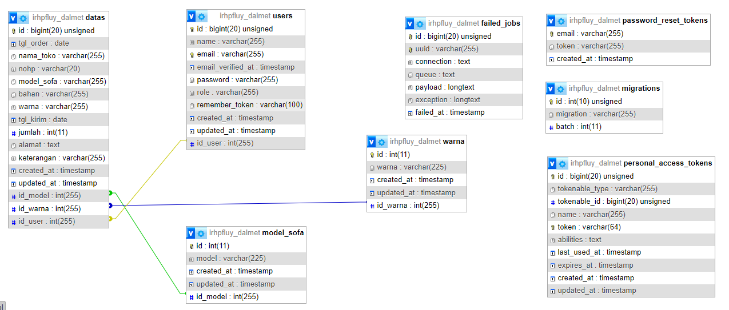 irhpfluy_dalmet datas
id : bigint(20) unsigned
tgl_order : date
nama_toko : varchar(255)
nohp : varchar(20)
model_sofa : varchar(255)
bahan : varchar(255)
warna : varchar(255)
tgl_kirim : date
jumlah : int(11)
alamat : text
keterangan : varchar(255)
created_at : timestamp
updated_at : timestamp
id_model : int(255)
id_warna : int(255)
id_user : int(255)
irhpfluy_dalmet users
id : bigint(20) unsigned
name : varchar(255)
email : varchar(255)
email_verified_at : timestamp
password : varchar(255)
role : varchar(255)
remember_token : varchar(100)
created_at : timestamp
updated_at : timestamp
id_user : int(255)
irhpfluy_dalmet model_sofa
id : int(11)
model : varchar(225)
created_at : timestamp
updated_at : timestamp
id_model : int(255)
irhpfluy_dalmet failed_jobs
id : bigint(20) unsigned
uuid : varchar(255)
connection : text
queue : text
payload : longtext
exception : longtext
failed_at : timestamp
irhpfluy_dalmet warna
id : int(11)
warna : varchar(225)
created_at : timestamp
updated_at : timestamp
id_warna : int(255)
irhpfluy_dalmet password_reset_tokens
email : varchar(255)
token : varchar(255)
created_at : timestamp
irhpfluy_dalmet migrations
id : int(10) unsigned
migration : varchar(255)
batch : int(11)
irhpfluy_dalmet personal_access_tokens
id : bigint(20) unsigned
tokenable_type : varchar(255)
tokenable_id : bigint(20) unsigned
name : varchar(255)
token : varchar(64)
abilities : text
last_used_at : timestamp
expires_at : timestamp
created_at : timestamp
updated_at : timestamp